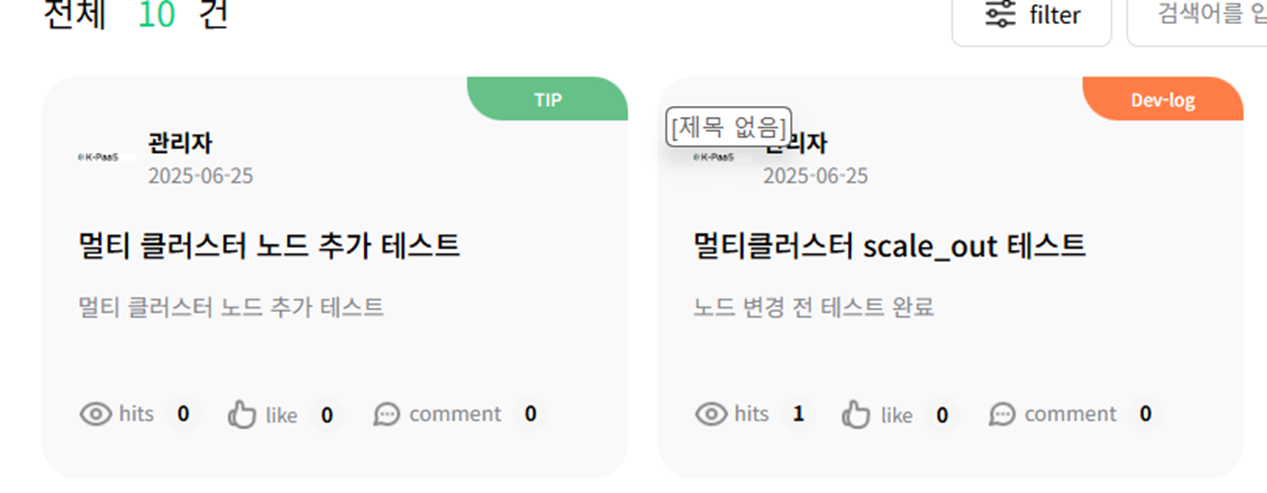 전체 10 건
filter
검색어를
TIP
K-PaaS
관리자
2025-06-25
멀티 클러스터 노드 추가 테스트
멀티 클러스터 노드 추가 테스트
hits 0 like 0 comment 0
Dev-log
[제목 없음]
K-PaaS
관리자
2025-06-25
멀티클러스터 scale_out 테스트
노드 변경 전 테스트 완료
hits 1 like 0 comment 0